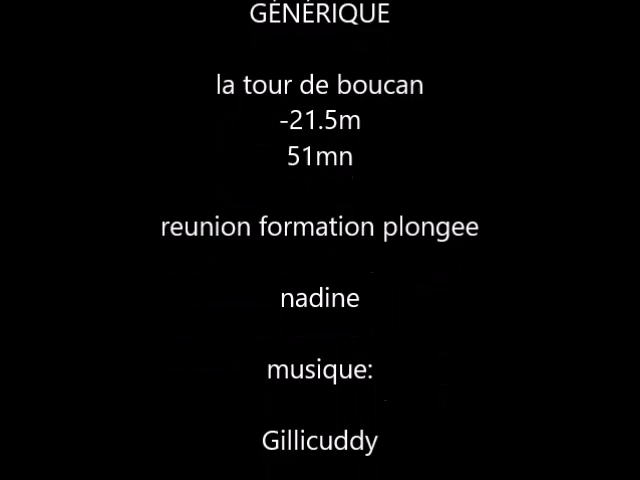 GÉNÉRIQUE
la tour de boucan
-21.5m
51mn
reunion formation plongee
nadine
musique:
Gillicuddy